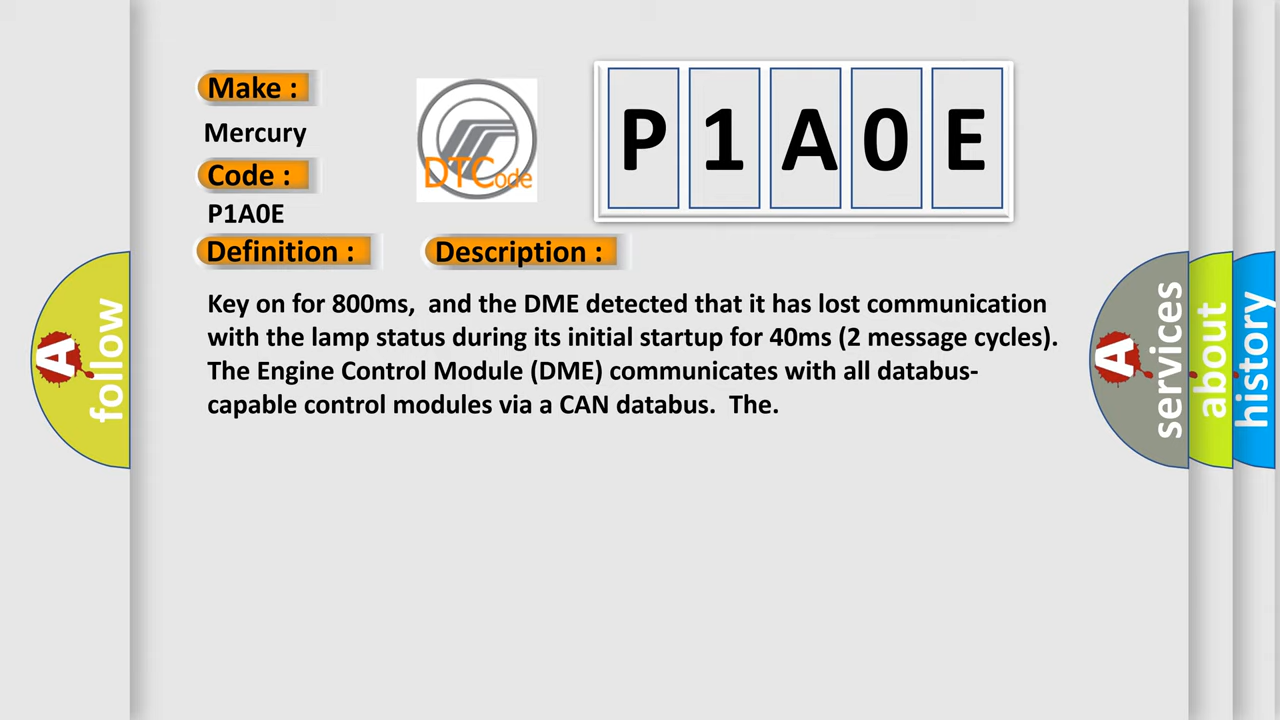 Make :
Mercury
Code :
P1A0E
Definition :
Description :
DTCode
P1A0E
Key on for 800ms,  and the DME detected that it has lost communication
with the lamp status during its initial startup for 40ms (2 message cycles).
The Engine Control Module (DME) communicates with all databus-
capable control modules via a CAN databus  The.
A follow
A services
about
history